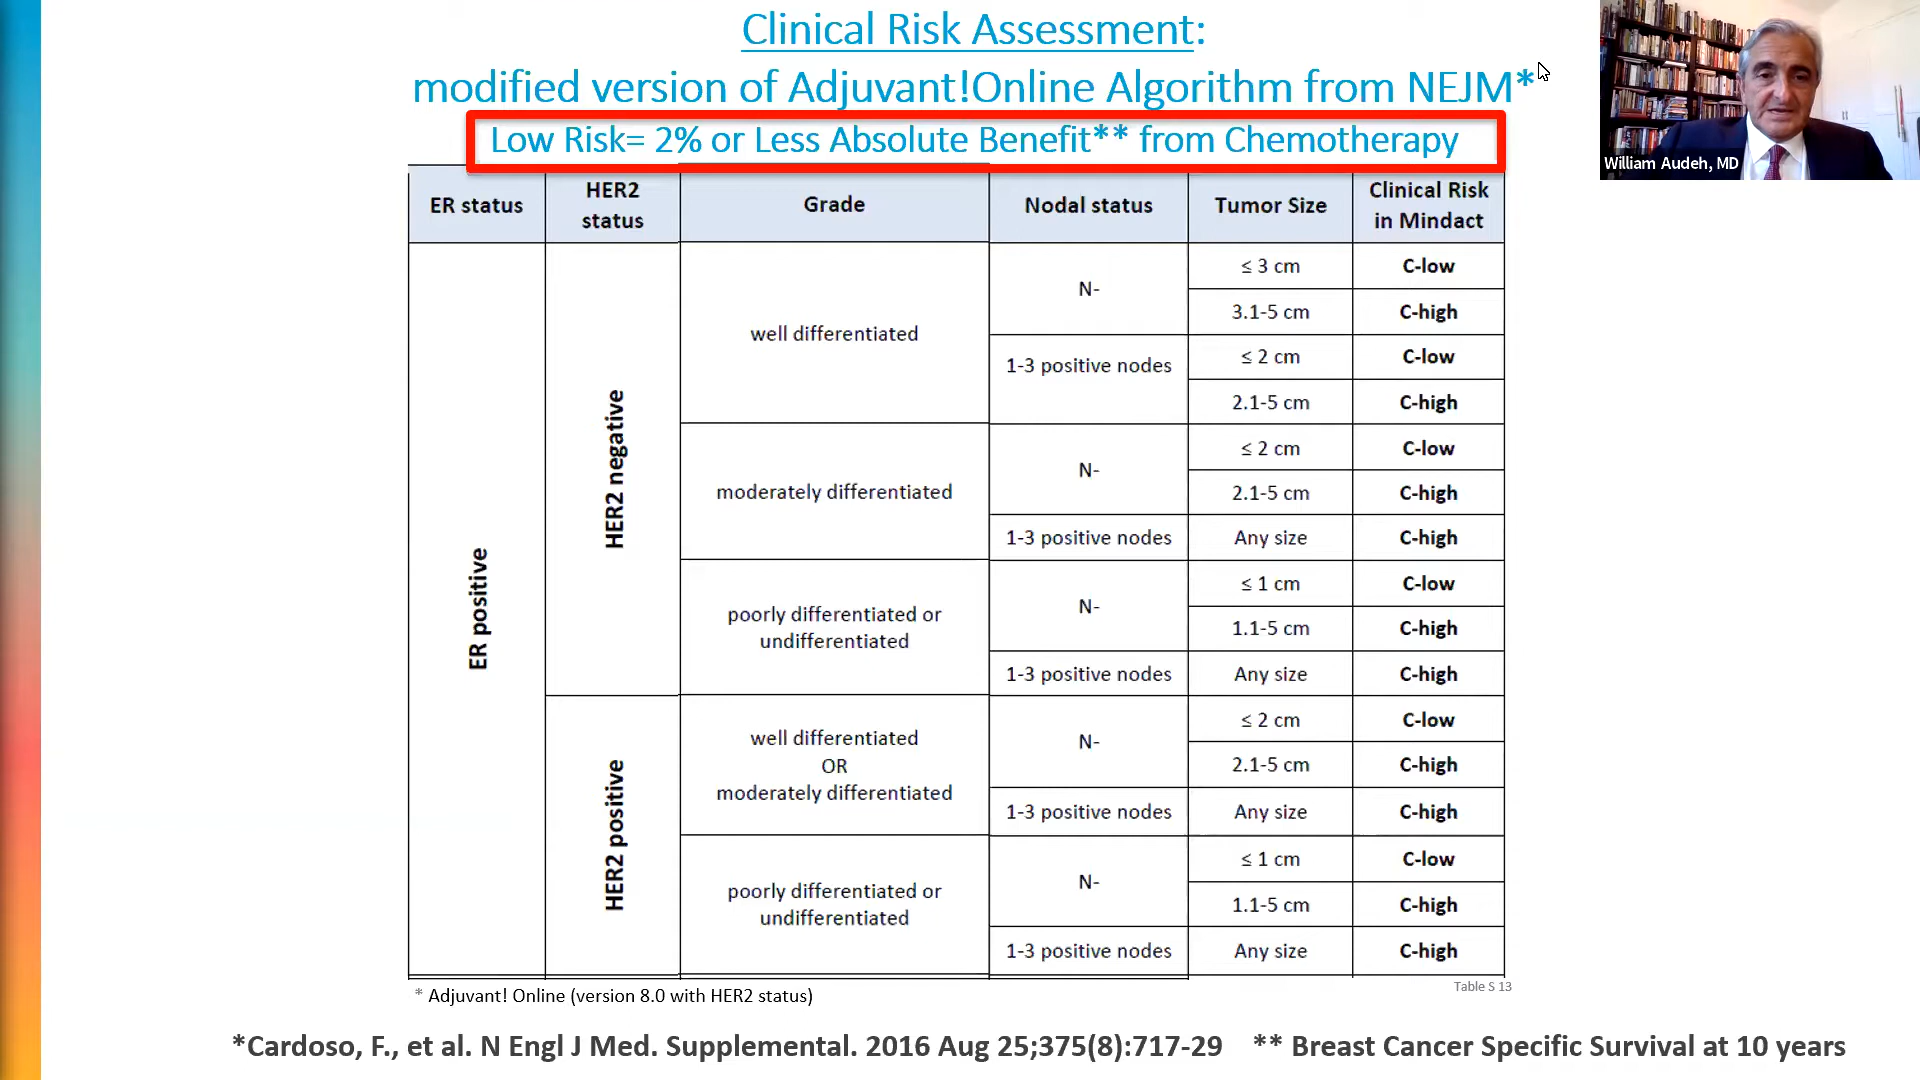 Clinical Risk Assessment:
modified version of Adjuvant!Online Algorithm from NEJM*
Low Risk= 2% or Less Absolute Benefit** from Chemotherapy
William Audeh, MD
ER status
HER2 status
Grade
Nodal status
Tumor Size
Clinical Risk in Mindact
ER positive
HER2 negative
well differentiated
N-
≤ 3 cm
C-low
3.1-5 cm
C-high
1-3 positive nodes
≤ 2 cm
C-low
2.1-5 cm
C-high
moderately differentiated
N-
≤ 2 cm
C-low
2.1-5 cm
C-high
1-3 positive nodes
Any size
C-high
poorly differentiated or
undifferentiated
N-
≤ 1 cm
C-low
1.1-5 cm
C-high
1-3 positive nodes
Any size
C-high
HER2 positive
well differentiated
OR
moderately differentiated
N-
≤ 2 cm
C-low
2.1-5 cm
C-high
1-3 positive nodes
Any size
C-high
poorly differentiated or
undifferentiated
N-
≤ 1 cm
C-low
1.1-5 cm
C-high
1-3 positive nodes
Any size
C-high
* Adjuvant! Online (version 8.0 with HER2 status)
Table S 13
*Cardoso, F., et al. N Engl J Med. Supplemental. 2016 Aug 25;375(8):717-29 ** Breast Cancer Specific Survival at 10 years